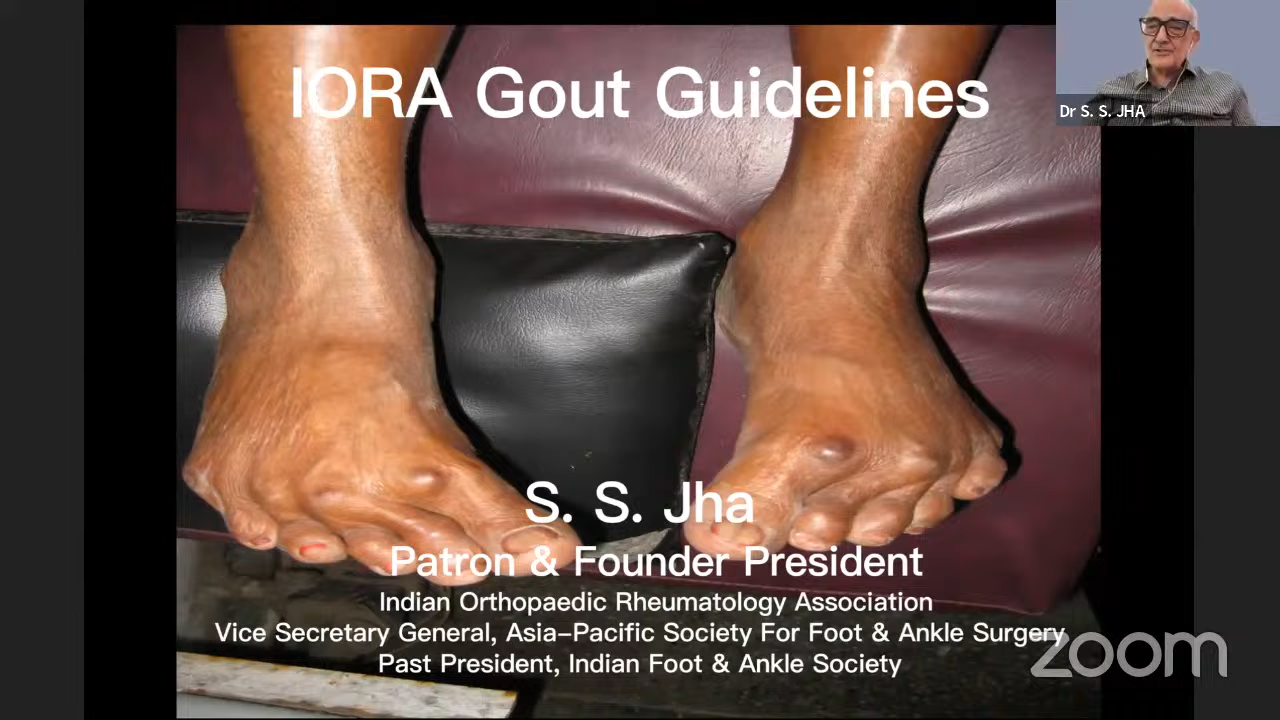 IORA Gout Guidelines
Dr S. S. JHA
S. S. Jha
Patron & Founder President
Indian Orthopaedic Rheumatology Association
Vice Secretary General, Asia–Pacific Society For Foot & Ankle Surgery
Past President, Indian Foot & Ankle Society
zoom